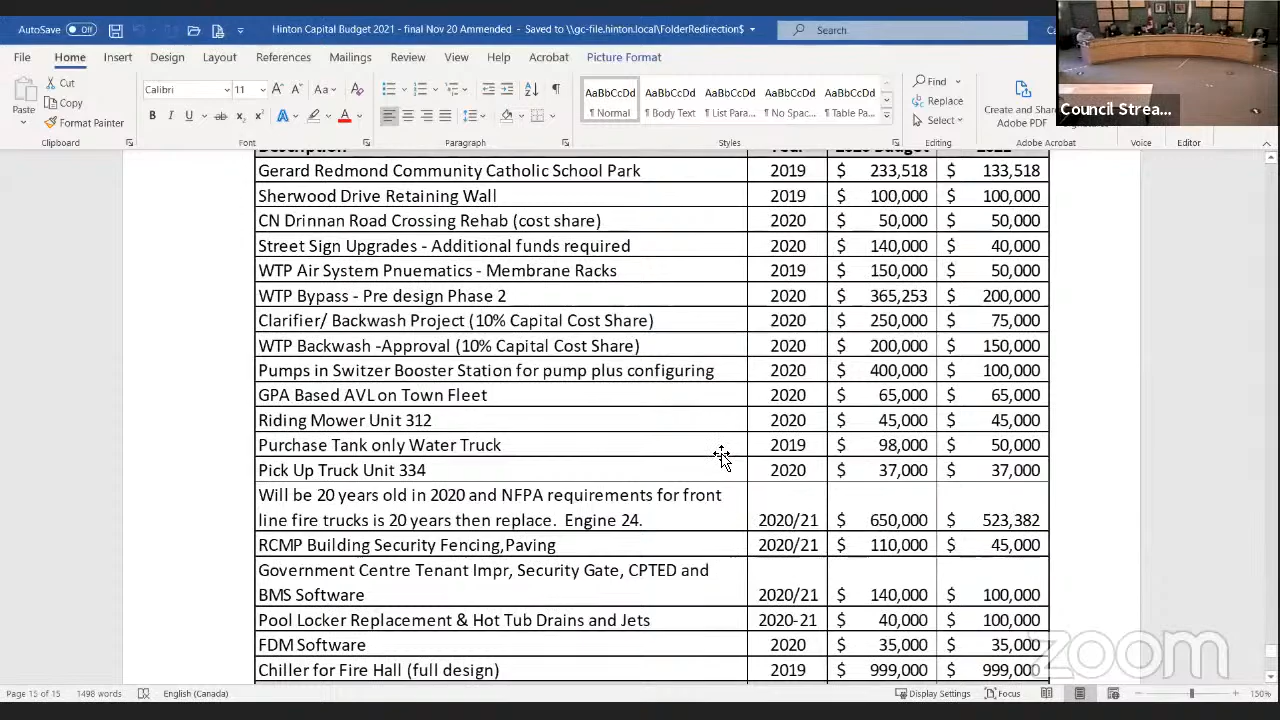 AutoSave Off Hinton Capital Budget 2021 - final Nov 20 Ammended - Saved to \\gc-file.hinton.local\FolderRedirection$ Search
File Home Insert Design Layout References Mailings Review View Help Acrobat Picture Format
Council Strea...
Cut
Copy
Format Painter
Paste
Clipboard
Calibri 11
Font
Paragraph
AaBbCcDd AaBbCcDd AaBbCcDd AaBbCcDd AaBbCcDd
¶ Normal ¶ Body Text ¶ List Para... ¶ No Spac... ¶ Table Pa...
Styles
Find
Replace
Select
Editing
Create and Share
Adobe PDF
Adobe Acrobat
Voice
Editor
Gerard Redmond Community Catholic School Park 2019 $ 233,518 $ 133,518
Sherwood Drive Retaining Wall 2019 $ 100,000 $ 100,000
CN Drinnan Road Crossing Rehab (cost share) 2020 $ 50,000 $ 50,000
Street Sign Upgrades - Additional funds required 2020 $ 140,000 $ 40,000
WTP Air System Pnuematics - Membrane Racks 2019 $ 150,000 $ 50,000
WTP Bypass - Pre design Phase 2 2020 $ 365,253 $ 200,000
Clarifier/ Backwash Project (10% Capital Cost Share) 2020 $ 250,000 $ 75,000
WTP Backwash -Approval (10% Capital Cost Share) 2020 $ 200,000 $ 150,000
Pumps in Switzer Booster Station for pump plus configuring 2020 $ 400,000 $ 100,000
GPA Based AVL on Town Fleet 2020 $ 65,000 $ 65,000
Riding Mower Unit 312 2020 $ 45,000 $ 45,000
Purchase Tank only Water Truck 2019 $ 98,000 $ 50,000
Pick Up Truck Unit 334 2020 $ 37,000 $ 37,000
Will be 20 years old in 2020 and NFPA requirements for front
line fire trucks is 20 years then replace. Engine 24. 2020/21 $ 650,000 $ 523,382
RCMP Building Security Fencing,Paving 2020/21 $ 110,000 $ 45,000
Government Centre Tenant Impr, Security Gate, CPTED and
BMS Software 2020/21 $ 140,000 $ 100,000
Pool Locker Replacement & Hot Tub Drains and Jets 2020-21 $ 40,000 $ 100,000
FDM Software 2020 $ 35,000 $ 35,000
Chiller for Fire Hall (full design) 2019 $ 999,000 $ 999,000
zoom
Page 15 of 15 1498 words English (Canada) Display Settings Focus 150%